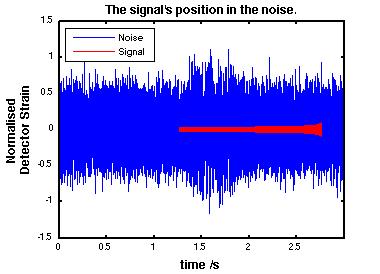 The signal's position in the noise.
Noise
Signal
Normalised
Detector Strain
1.5
1
0.5
0
-0.5
-1
-1.5
0 0.5 1 1.5 2 2.5
time /s